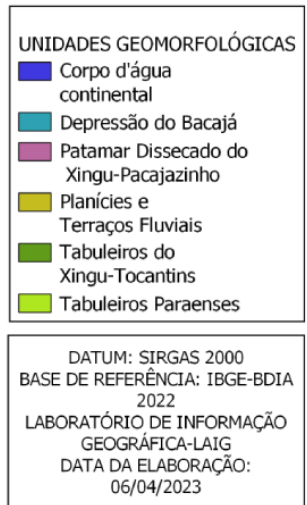 UNIDADES GEOMORFOLÓGICAS
Corpo d'água
continental
Depressão do Bacajá
Patamar Dissecado do
Xingu-Pacajazinho
Planícies e
Terraços Fluviais
Tabuleiros do
Xingu-Tocantins
Tabuleiros Paraenses
DATUM: SIRGAS 2000
BASE DE REFERÊNCIA: IBGE-BDIA
2022
LABORATÓRIO DE INFORMAÇÃO
GEOGRÁFICA-LAIG
DATA DA ELABORAÇÃO:
06/04/2023